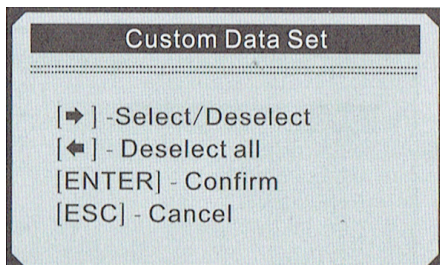 Custom Data Set
[➡] -Select/Deselect
[⬅] - Deselect all
[ENTER] - Confirm
[ESC] - Cancel